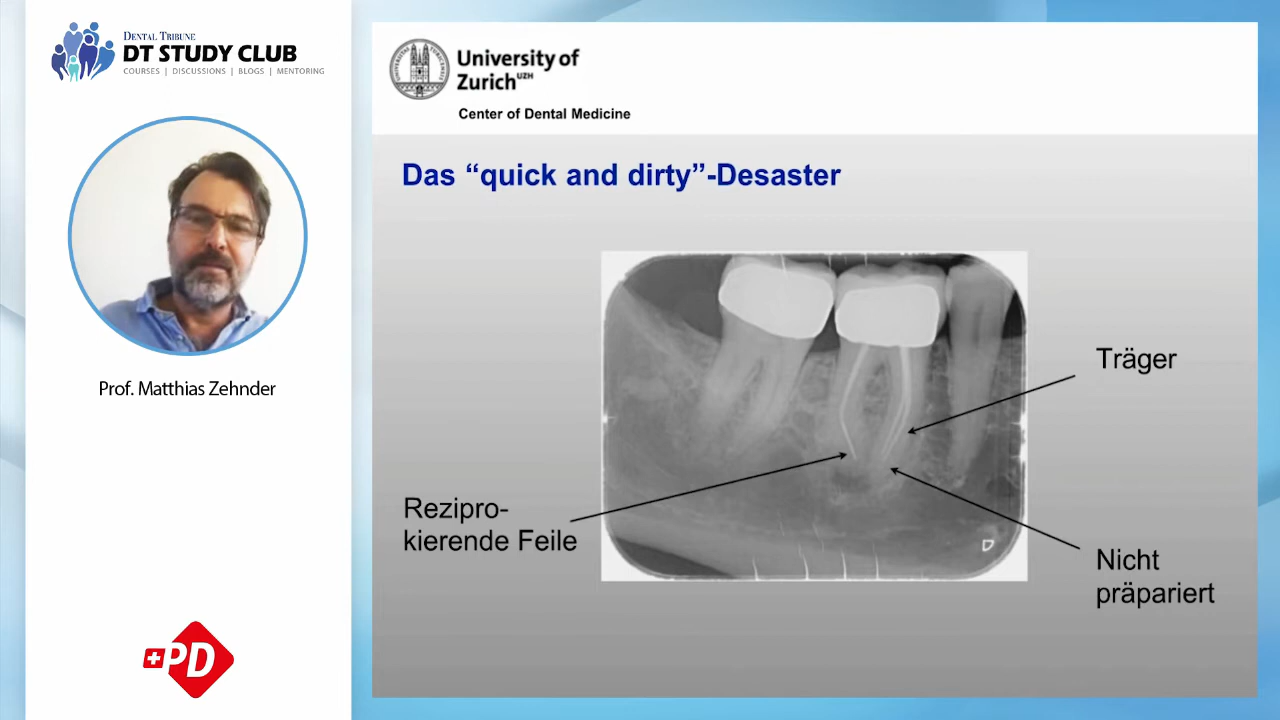 DENTAL TRIBUNE
DT STUDY CLUB
COURSES | DISCUSSIONS | BLOGS | MENTORING
Prof. Matthias Zehnder
PD
University of
Zurich UZH
Center of Dental Medicine
Das “quick and dirty”-Desaster
Träger
Rezipro-
kierende Feile
Nicht
präpariert
D